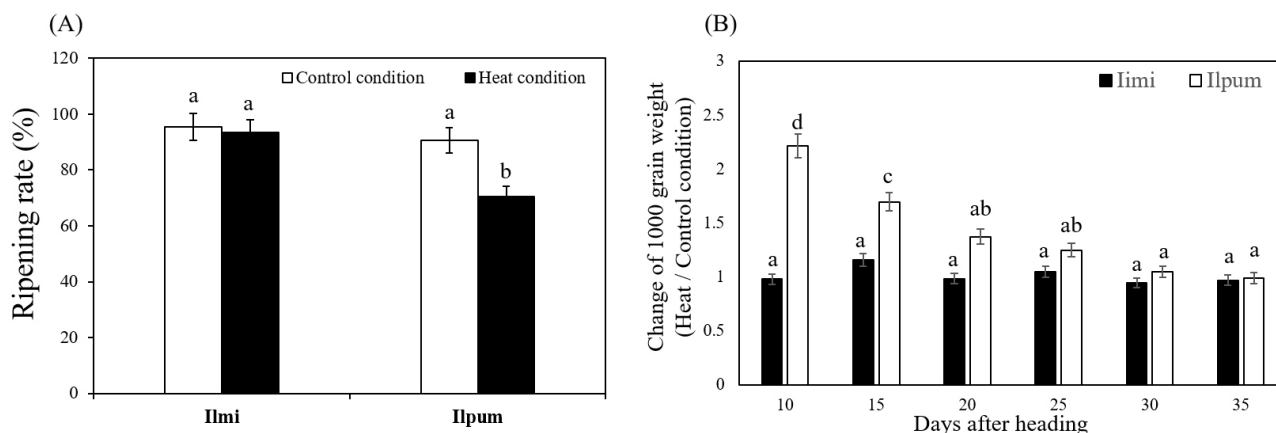 (A)
120
100
80
60
40
20
0
Ripening rate (%)
Control condition
Heat condition
a
a
a
b
Ilmi
Ilpum
(B)
3
2.5
2
1.5
1
0.5
0
Change of 1000 grain weight
(Heat / Control condition)
Iimi
Ilpum
a
d
a
c
a
ab
a
ab
a
a
a
a
10
15
20
25
30
35
Days after heading